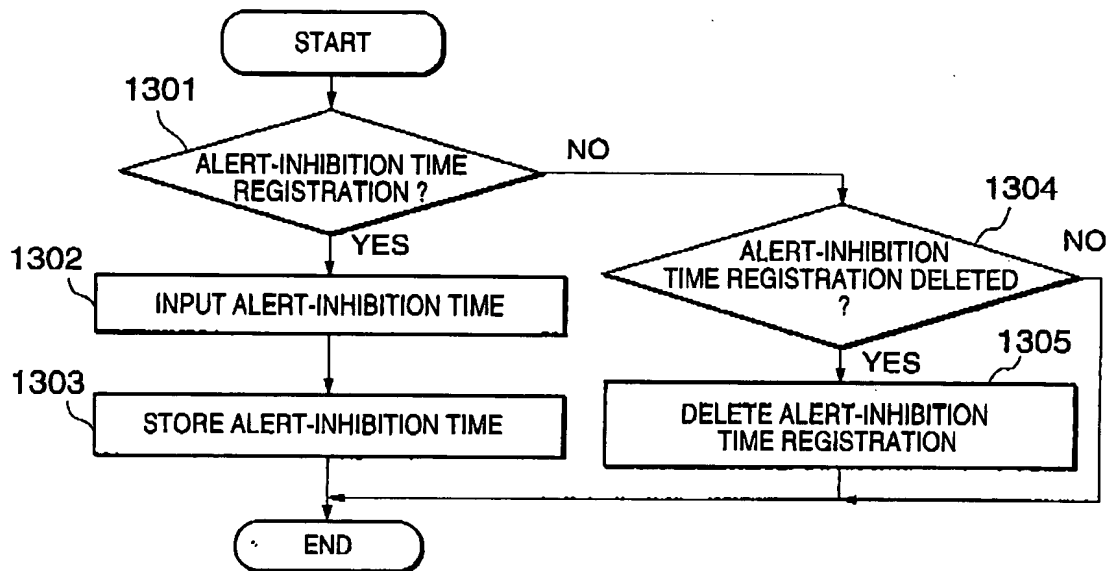 START
1301
ALERT-INHIBITION TIME
REGISTRATION ?
NO
YES
1302
INPUT ALERT-INHIBITION TIME
1303
STORE ALERT-INHIBITION TIME
1304
ALERT-INHIBITION
TIME REGISTRATION DELETED
?
NO
YES
1305
DELETE ALERT-INHIBITION
TIME REGISTRATION
END